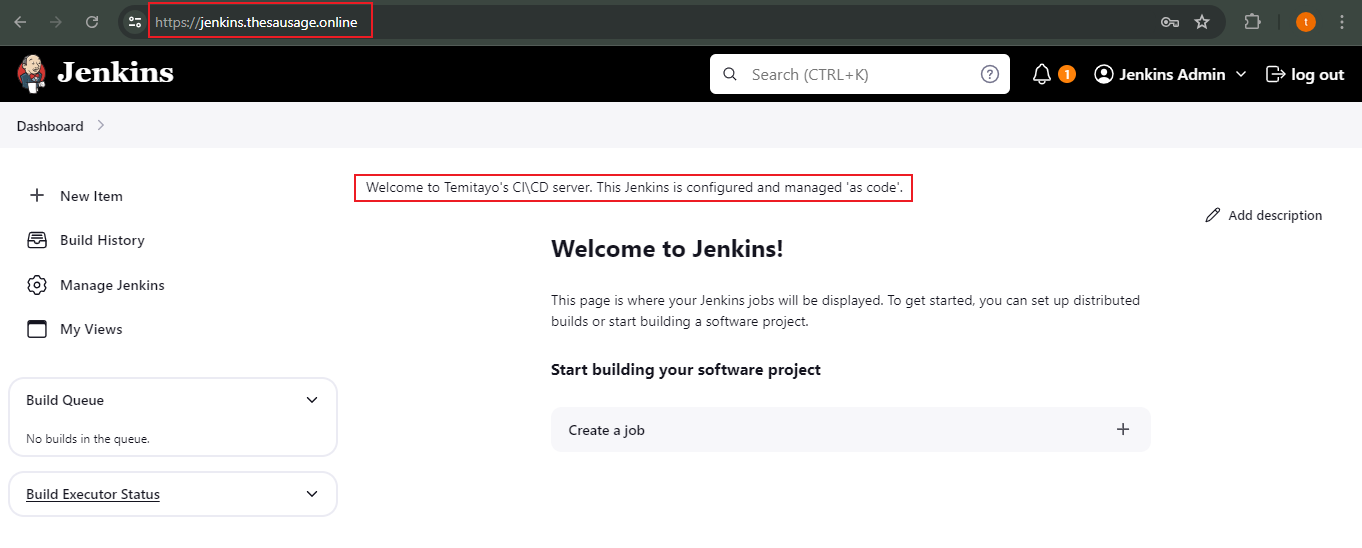 https://jenkins.thesausage.online
t
Jenkins
Search (CTRL+K)
?
1
Jenkins Admin
log out
Dashboard
New Item
Build History
Manage Jenkins
My Views
Build Queue
No builds in the queue.
Build Executor Status
Welcome to Temitayo's CI\CD server. This Jenkins is configured and managed 'as code'.
Add description
Welcome to Jenkins!
This page is where your Jenkins jobs will be displayed. To get started, you can set up distributed
builds or start building a software project.
Start building your software project
Create a job